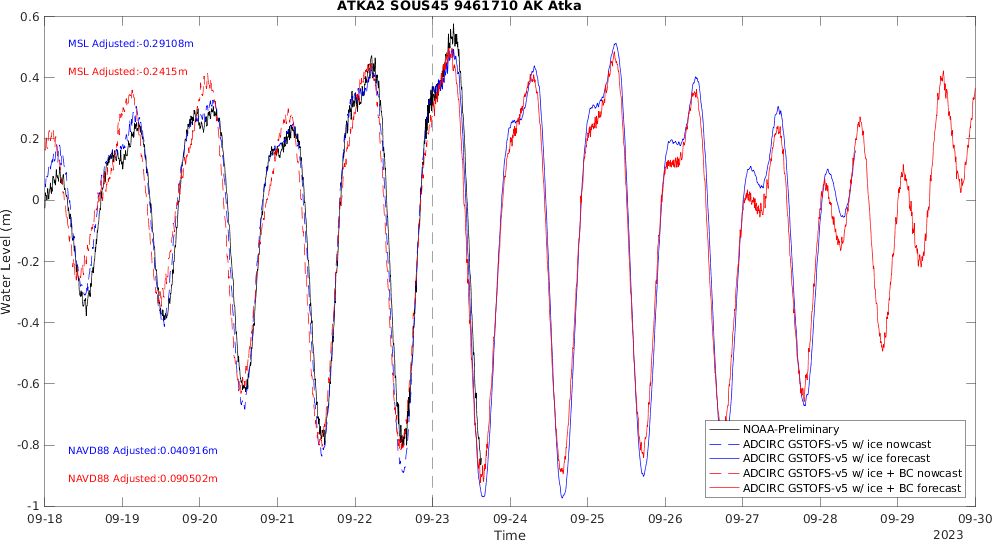 ATKA2 SOUS45 9461710 AK Atka
MSL Adjusted:-0.29108m
MSL Adjusted:-0.2415m
NAVD88 Adjusted:0.040916m
NAVD88 Adjusted:0.090502m
Water Level (m)
0.6
0.4
0.2
0
-0.2
-0.4
-0.6
-0.8
-1
NOAA-Preliminary
ADCIRC GSTOFS-v5 w/ ice nowcast
ADCIRC GSTOFS-v5 w/ ice forecast
ADCIRC GSTOFS-v5 w/ ice + BC nowcast
ADCIRC GSTOFS-v5 w/ ice + BC forecast
09-18 09-19 09-20 09-21 09-22 09-23 09-24 09-25 09-26 09-27 09-28 09-29 09-30
Time
2023